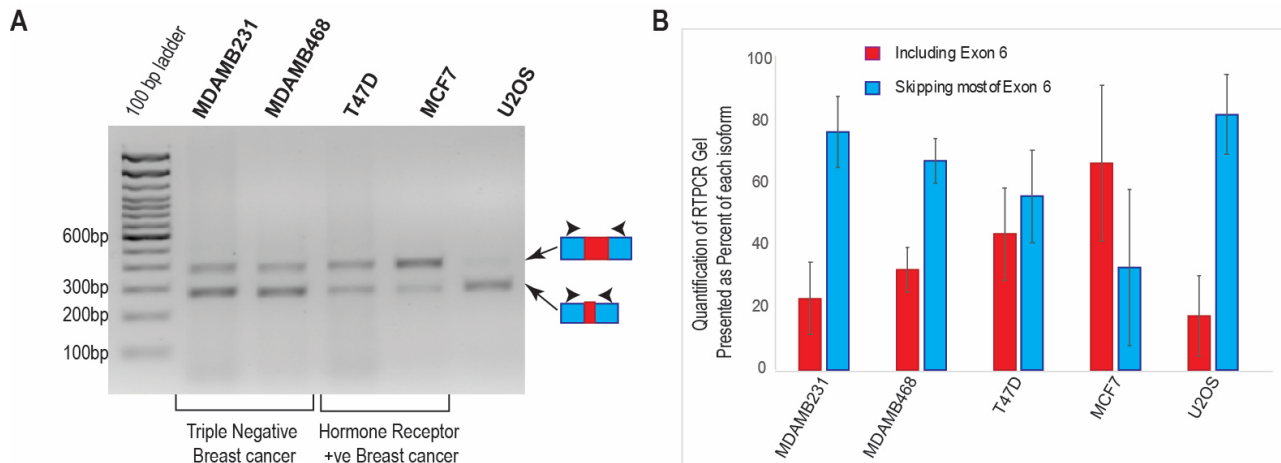 A
100 bp ladder
MDAMB231
MDAMB468
T47D
MCF7
U2OS
600bp
300bp
200bp
100bp
Triple Negative
Breast cancer
Hormone Receptor
+ve Breast cancer
B
Quantification of RTPCR Gel
Presented as Percent of each isoform
100
80
60
40
20
0
Including Exon 6
Skipping most of Exon 6
MDAMB231
MDAMB468
T47D
MCF7
U2OS